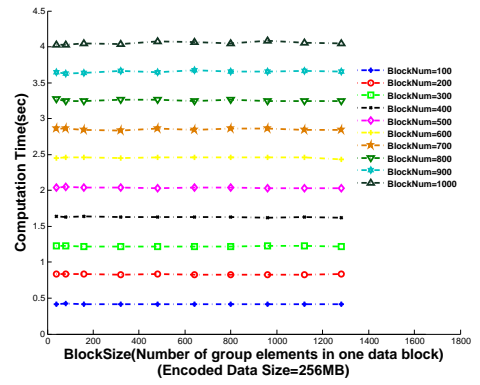 4.5
4
3.5
3
2.5
2
1.5
1
0.5
0
Computation Time(sec)
BlockNum=100
BlockNum=200
BlockNum=300
BlockNum=400
BlockNum=500
BlockNum=600
BlockNum=700
BlockNum=800
BlockNum=900
BlockNum=1000
0 200 400 600 800 1000 1200 1400 1600 1800
BlockSize(Number of group elements in one data block)
(Encoded Data Size=256MB)